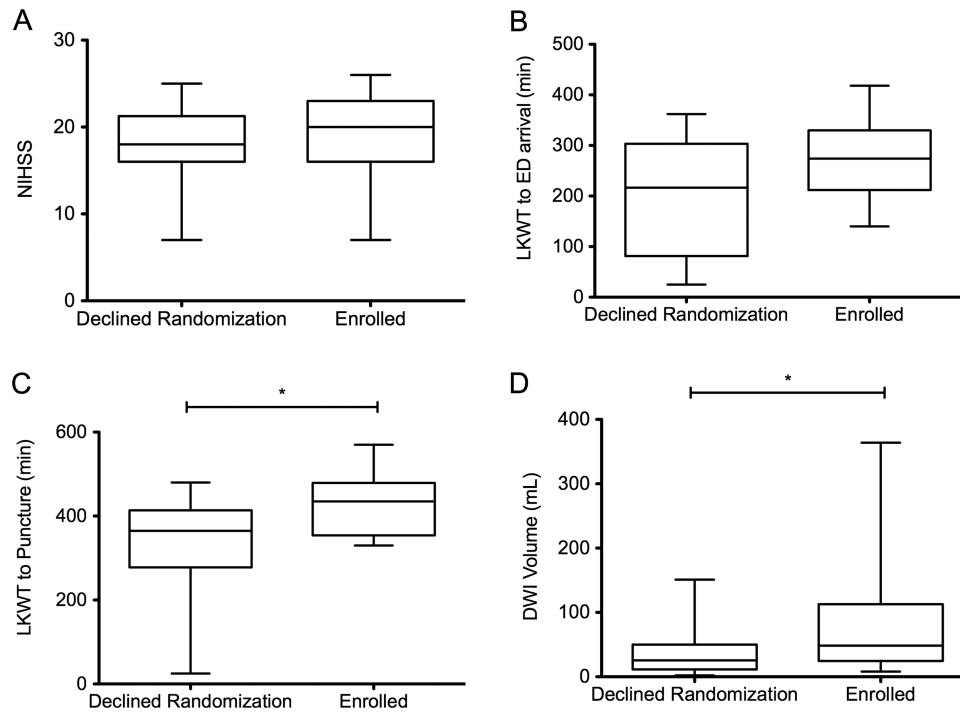 A
NIHSS
30
20
10
0
Declined Randomization
Enrolled
B
LKWT to ED arrival (min)
500
400
300
200
100
0
Declined Randomization
Enrolled
C
*
LKWT to Puncture (min)
600
400
200
0
Declined Randomization
Enrolled
D
*
DWI Volume (mL)
400
300
200
100
0
Declined Randomization
Enrolled